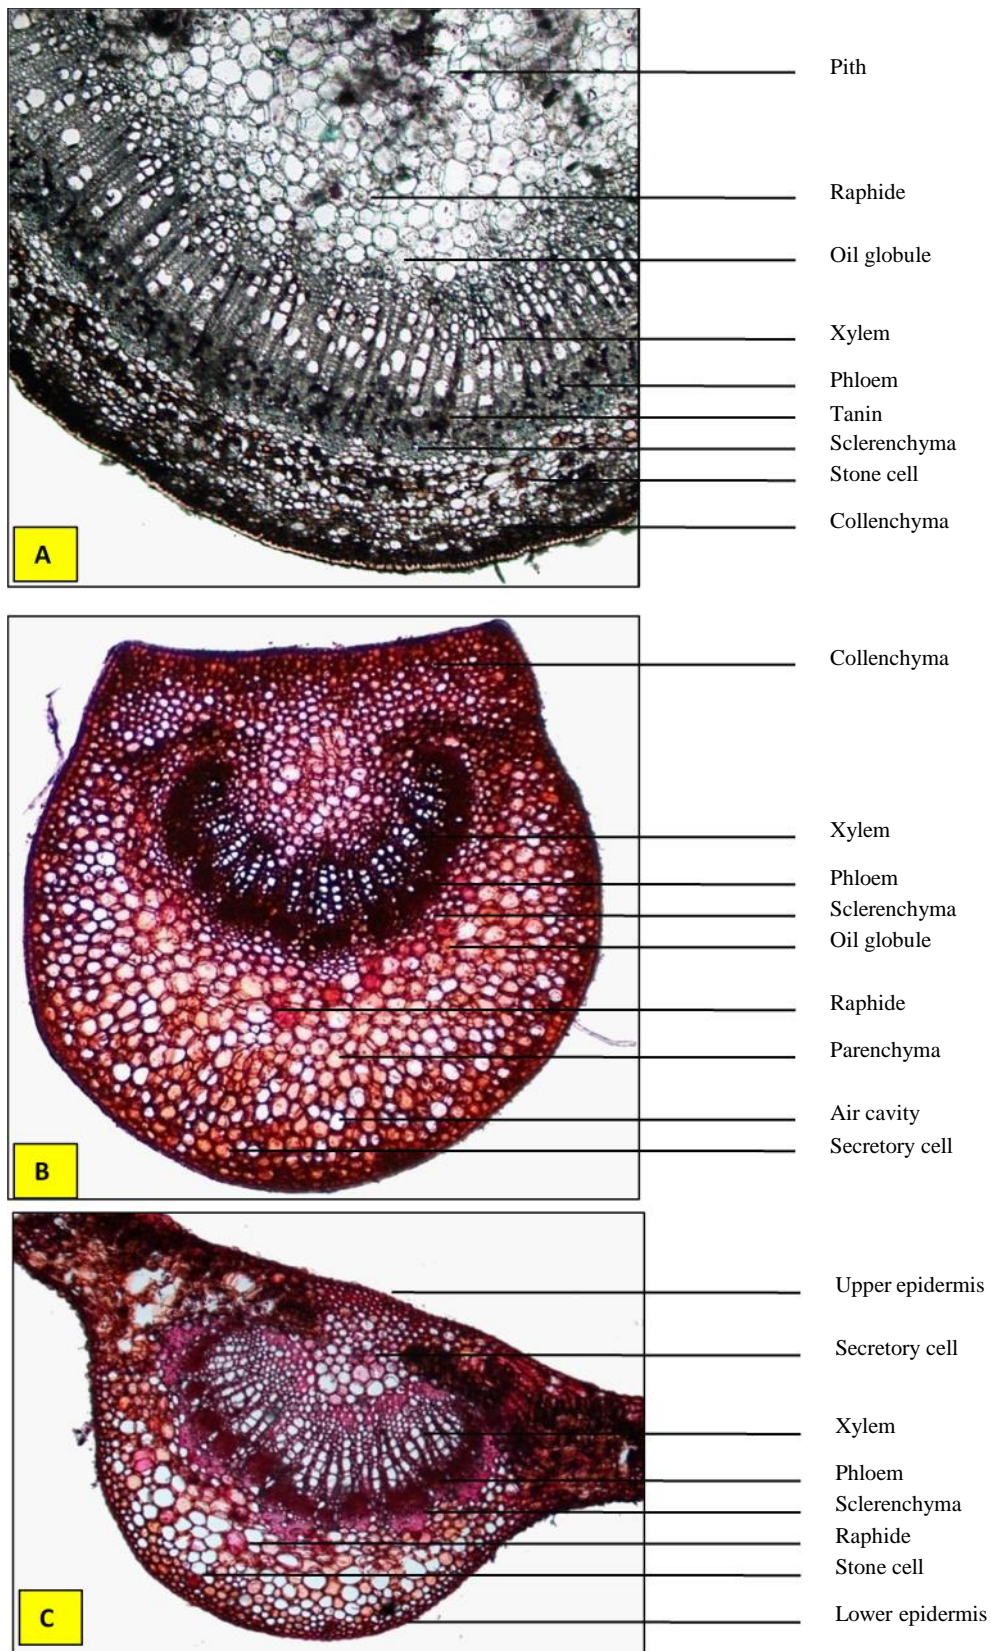 Pith
Raphide
Oil globule
Xylem
Phloem
Tanin
Sclerenchyma
Stone cell
Collenchyma
A
Collenchyma
Xylem
Phloem
Sclerenchyma
Oil globule
Raphide
Parenchyma
Air cavity
Secretory cell
B
Upper epidermis
Secretory cell
Xylem
Phloem
Sclerenchyma
Raphide
Stone cell
Lower epidermis
C